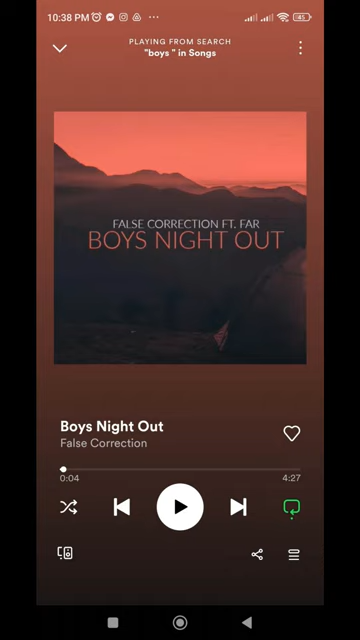 10:38 PM
45
PLAYING FROM SEARCH
"boys " in Songs
FALSE CORRECTION FT. FAR
BOYS NIGHT OUT
Boys Night Out
False Correction
0:04
4:27